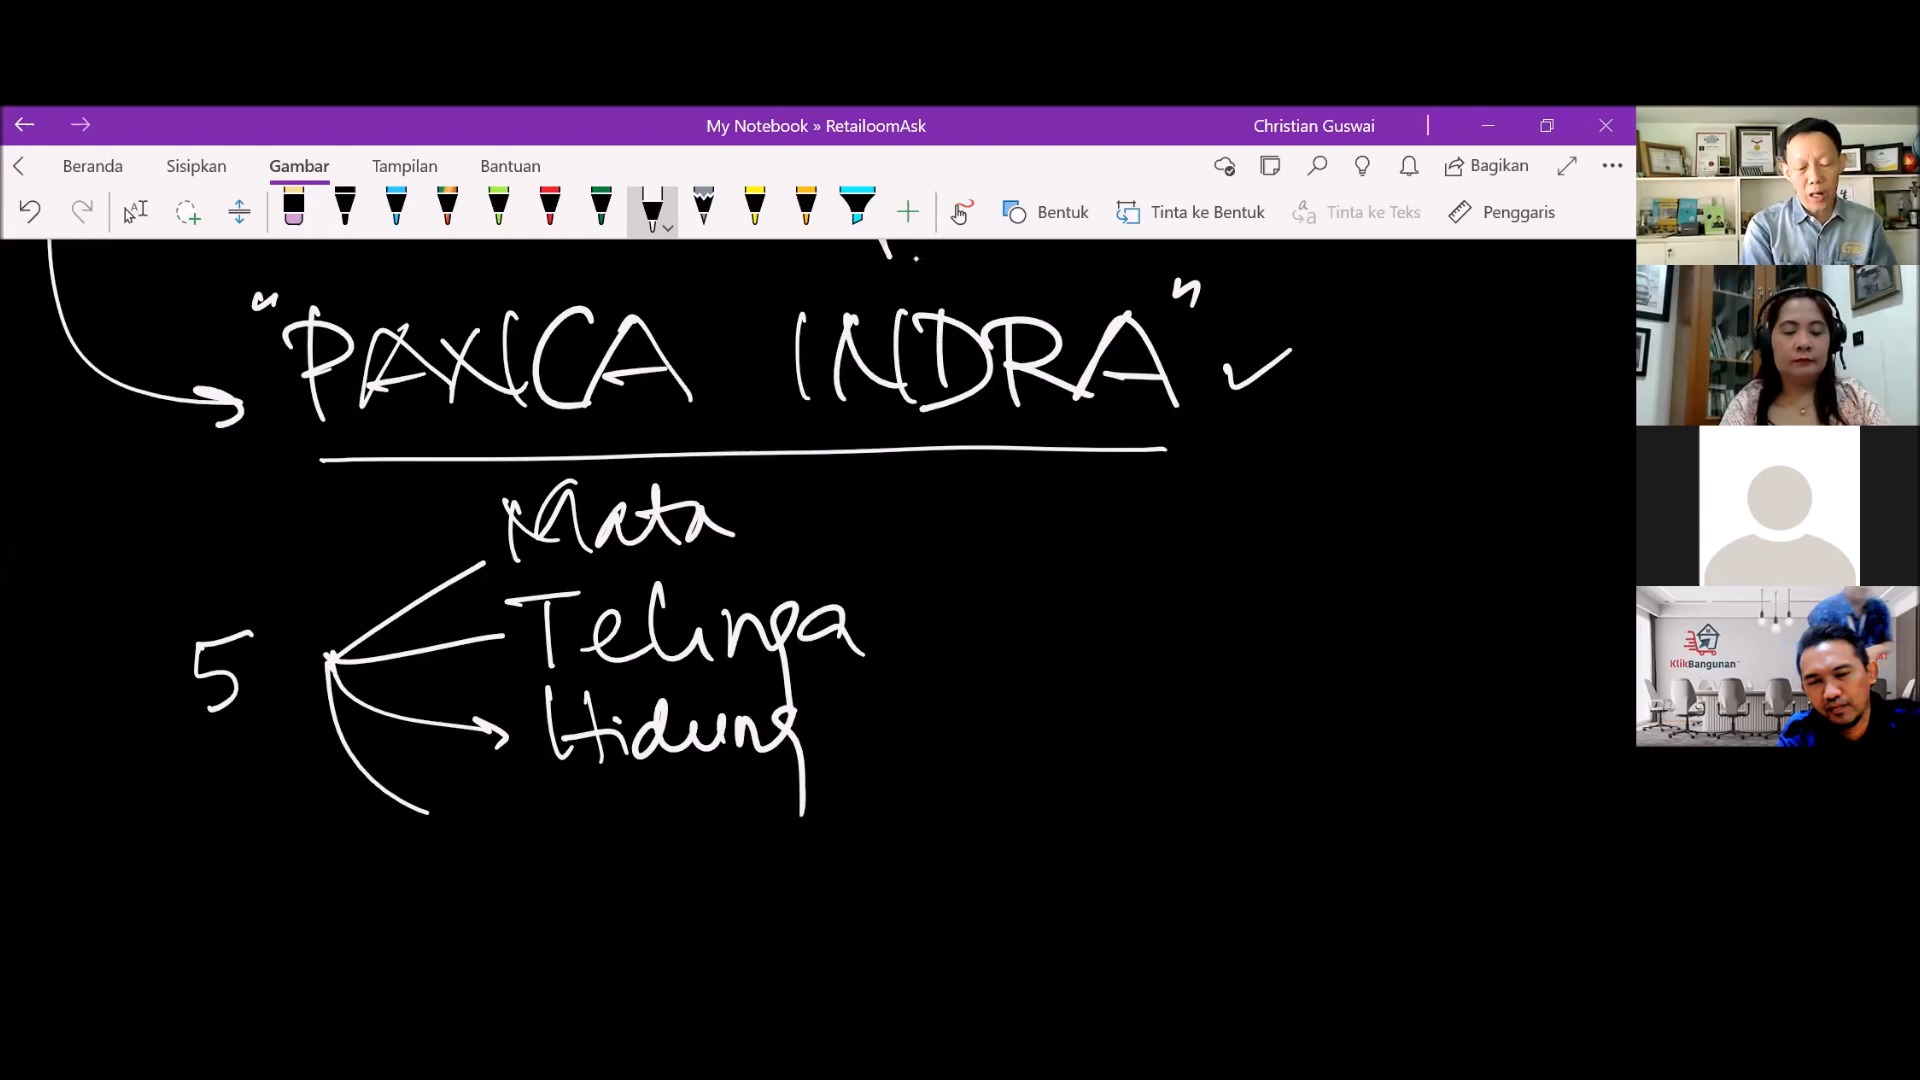 My Notebook » RetailoomAsk
Christian Guswai
Beranda Sisipkan Gambar Tampilan Bantuan Bagikan
Bentuk Tinta ke Bentuk Tinta ke Teks Penggaris
"PANCA INDRA"
Mata
Telinga
5
Hidung
KlikBangunan